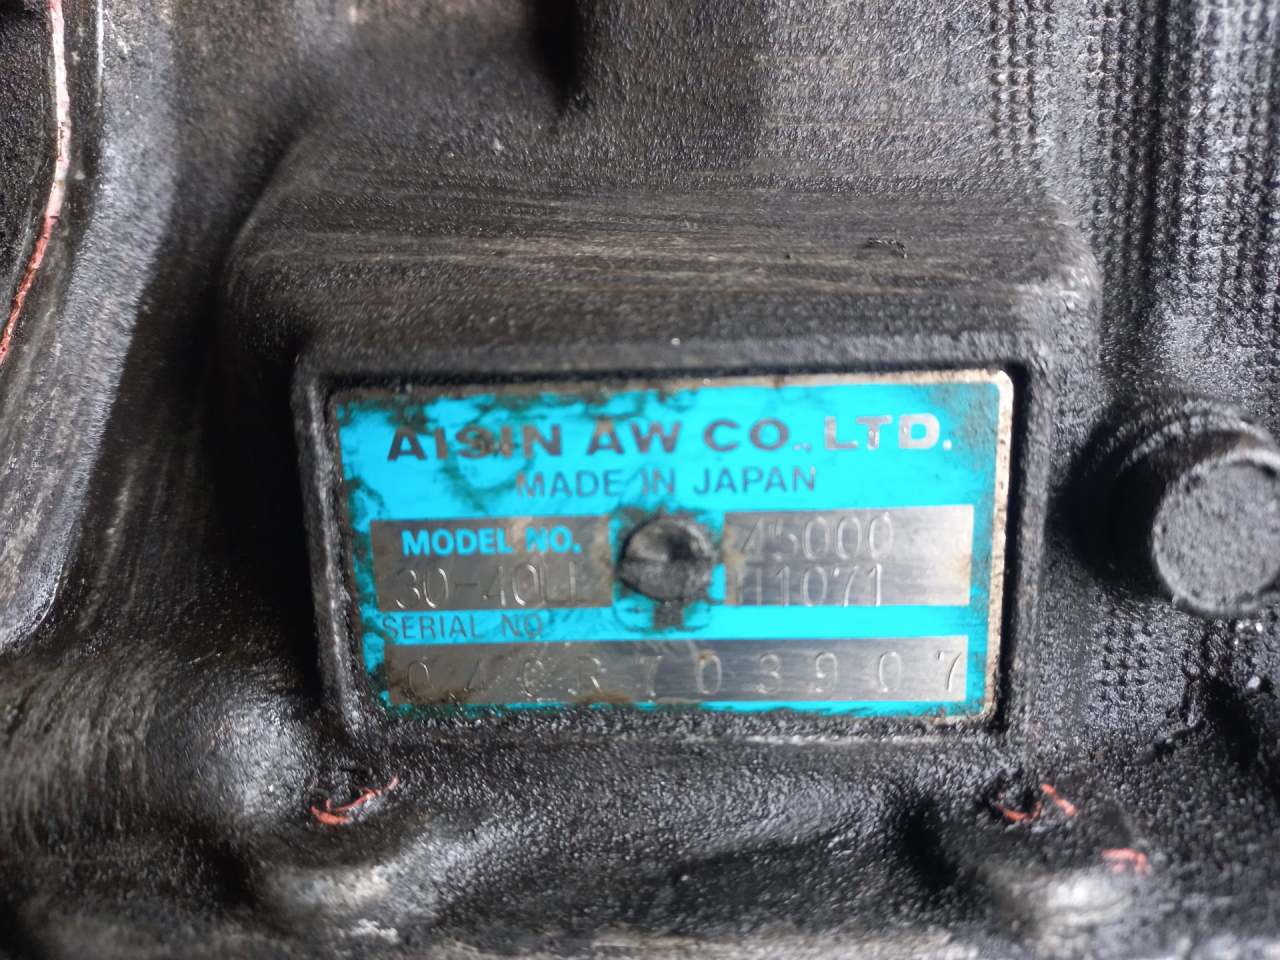 AISIN AW CO., LTD.
MADE IN JAPAN
MODEL NO. 45000
30-40LE H1071
SERIAL NO.
04CR703907